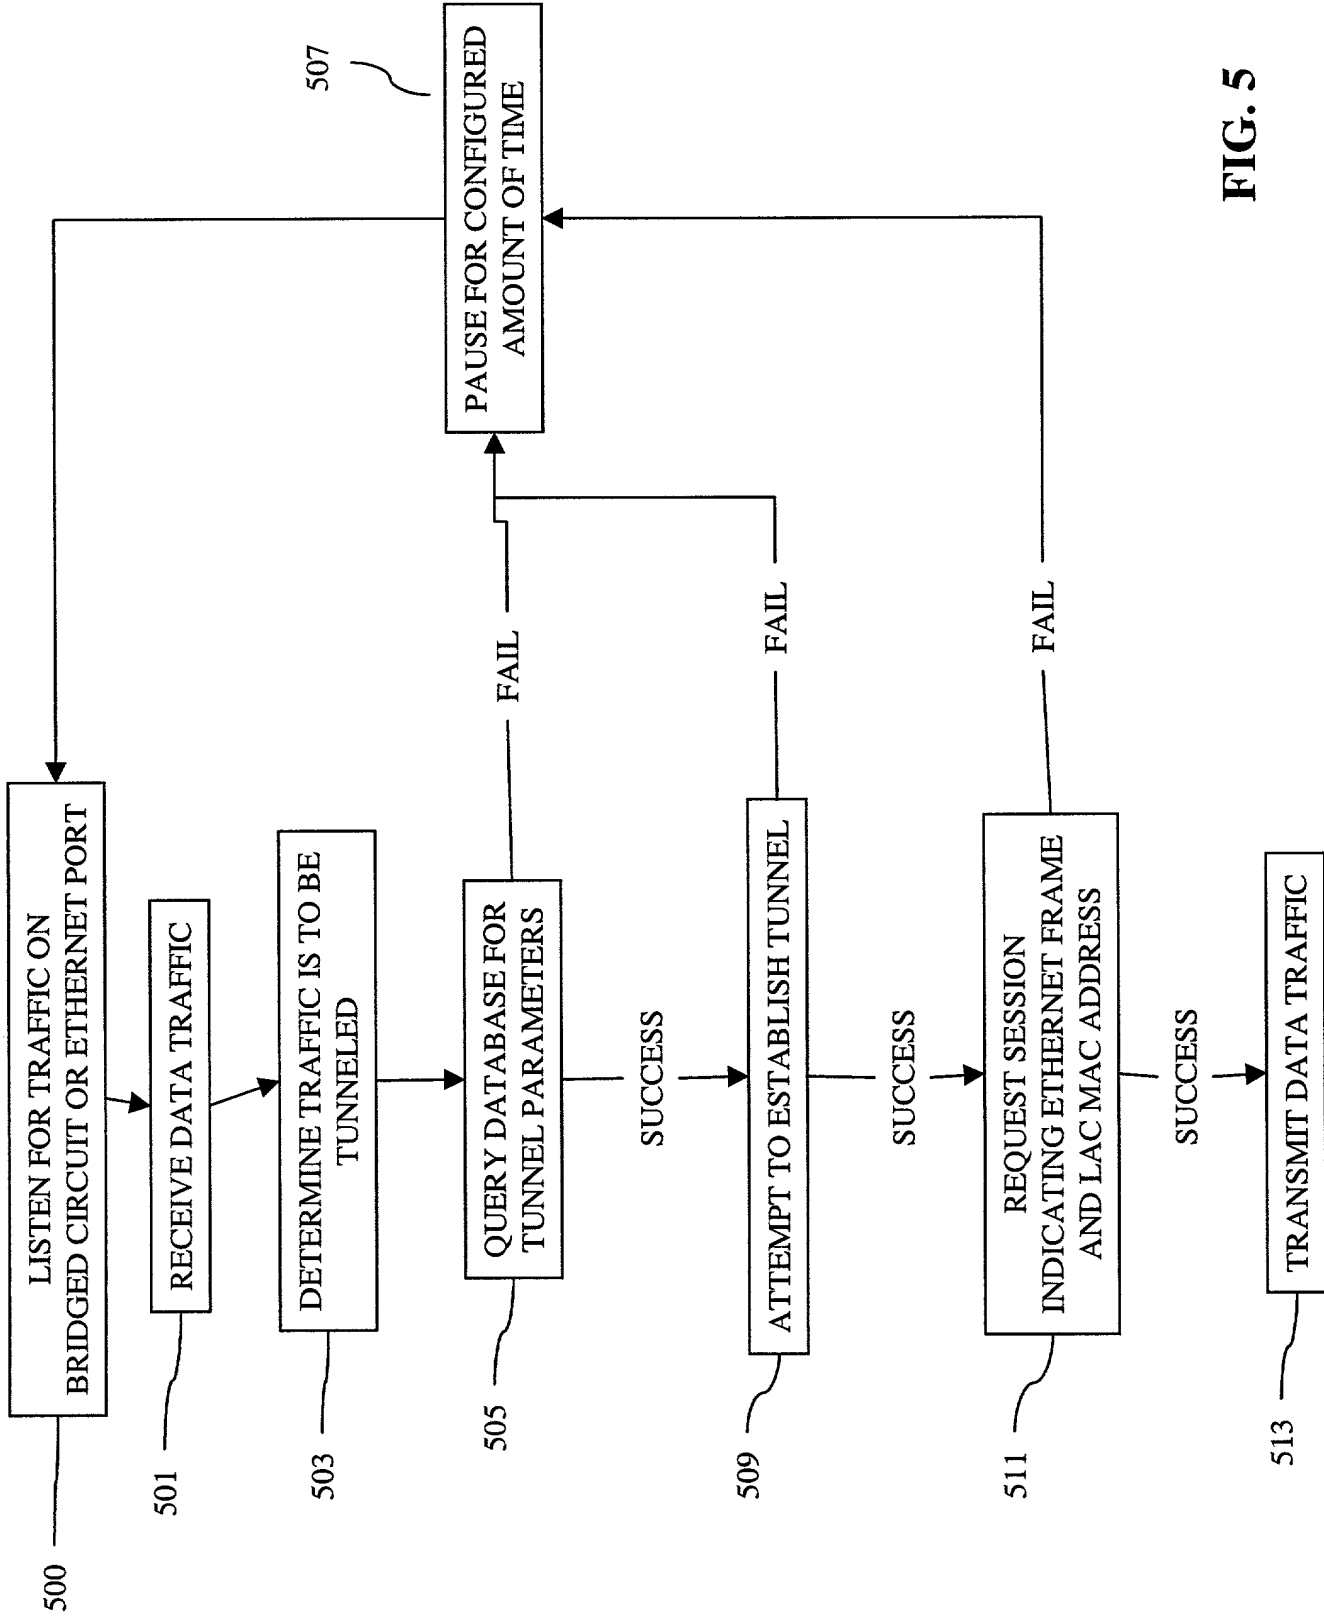 500
LISTEN FOR TRAFFIC ON
BRIDGED CIRCUIT OR ETHERNET PORT
501
RECEIVE DATA TRAFFIC
503
DETERMINE TRAFFIC IS TO BE
TUNNELED
505
QUERY DATABASE FOR
TUNNEL PARAMETERS
FAIL
507
PAUSE FOR CONFIGURED
AMOUNT OF TIME
SUCCESS
509
ATTEMPT TO ESTABLISH TUNNEL
FAIL
SUCCESS
511
REQUEST SESSION
INDICATING ETHERNET FRAME
AND LAC MAC ADDRESS
FAIL
SUCCESS
513
TRANSMIT DATA TRAFFIC
FIG. 5